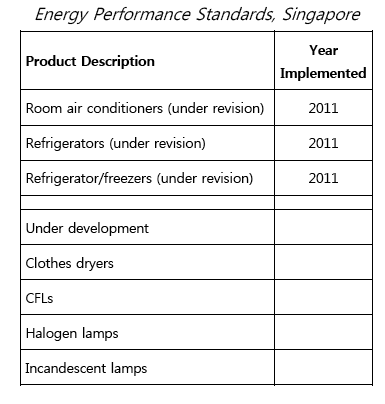 Energy Performance Standards, Singapore
Product Description
Year
Implemented
Room air conditioners (under revision) 2011
Refrigerators (under revision) 2011
Refrigerator/freezers (under revision) 2011
Under development
Clothes dryers
CFLs
Halogen lamps
Incandescent lamps